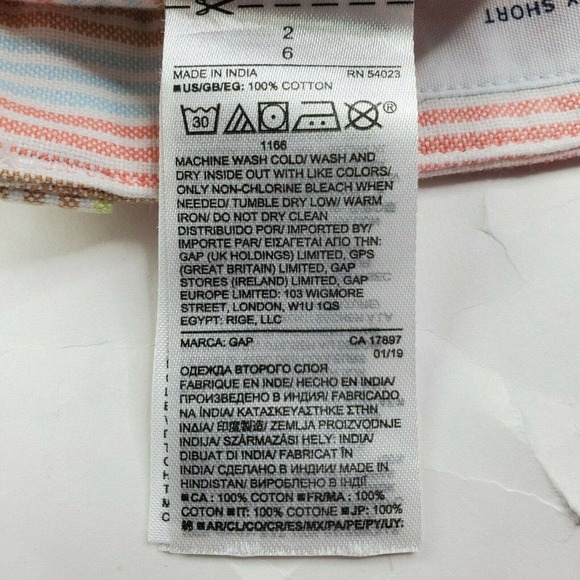 X SHORT
2
6
MADE IN INDIA RN 54023
■ US/GB/EG: 100% COTTON
30
1166
MACHINE WASH COLD/ WASH AND
DRY INSIDE OUT WITH LIKE COLORS/
ONLY NON-CHLORINE BLEACH WHEN
NEEDED/ TUMBLE DRY LOW/ WARM
IRON/ DO NOT DRY CLEAN
DISTRIBUIDO POR/ IMPORTED BY/
IMPORTE PAR/ ΕΙΣΑΓΕΤΑΙ ΑΠΟ ΤΗΝ:
GAP (UK HOLDINGS) LIMITED, GPS
(GREAT BRITAIN) LIMITED, GAP
STORES (IRELAND) LIMITED, GAP
EUROPE LIMITED: 103 WIGMORE
STREET, LONDON, W1U 1QS
EGYPT: RIGE, LLC
MARCA: GAP CA 17897
01/19
ОДЕЖДА ВТОРОГО СЛОЯ
FABRIQUE EN INDE/ HECHO EN INDIA/
ПРОИЗВЕДЕНО В ИНДИЯ/ FABRICADO
NA ÍNDIA/ ΚΑΤΑΣΚΕΥΑΣΤΗΚΕ ΣΤΗΝ
ΙΝΔΙΑ/ 印度製造/ ZEMLJA PROIZVODNJE
INDIJA/ SZÁRMAZÁSI HELY: INDIA/
DIBUAT DI INDIA/ FABRICAT ÎN
INDIA/ СДЕЛАНО В ИНДИИ/ MADE IN
HINDISTAN/ ВИРОБЛЕНО В ІНДІЇ
■ CA : 100% COTTON ■ FR/MA : 100%
COTON ■ IT: 100% COTONE ■ JP: 100%
綿 ■ AR/CL/CO/CR/ES/MX/PA/PE/PY/UY: